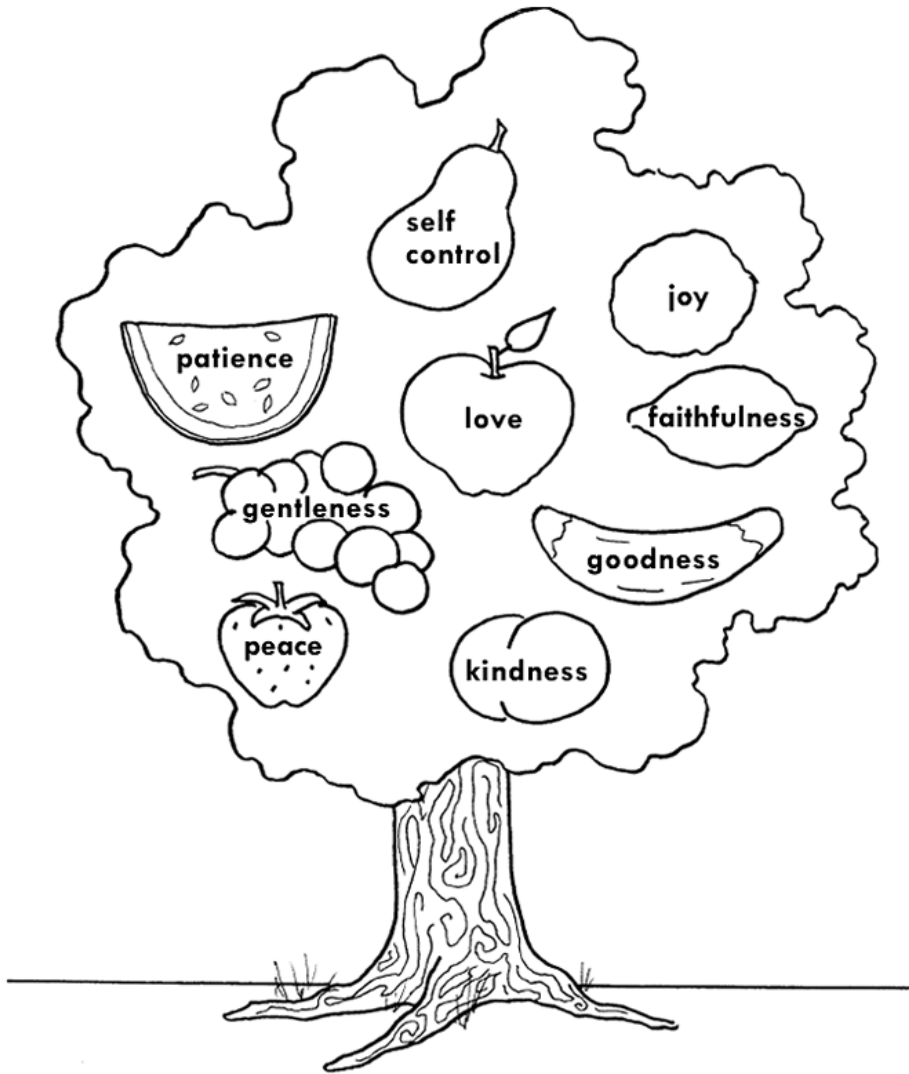 self
control
joy
patience
love
faithfulness
gentleness
goodness
peace
kindness